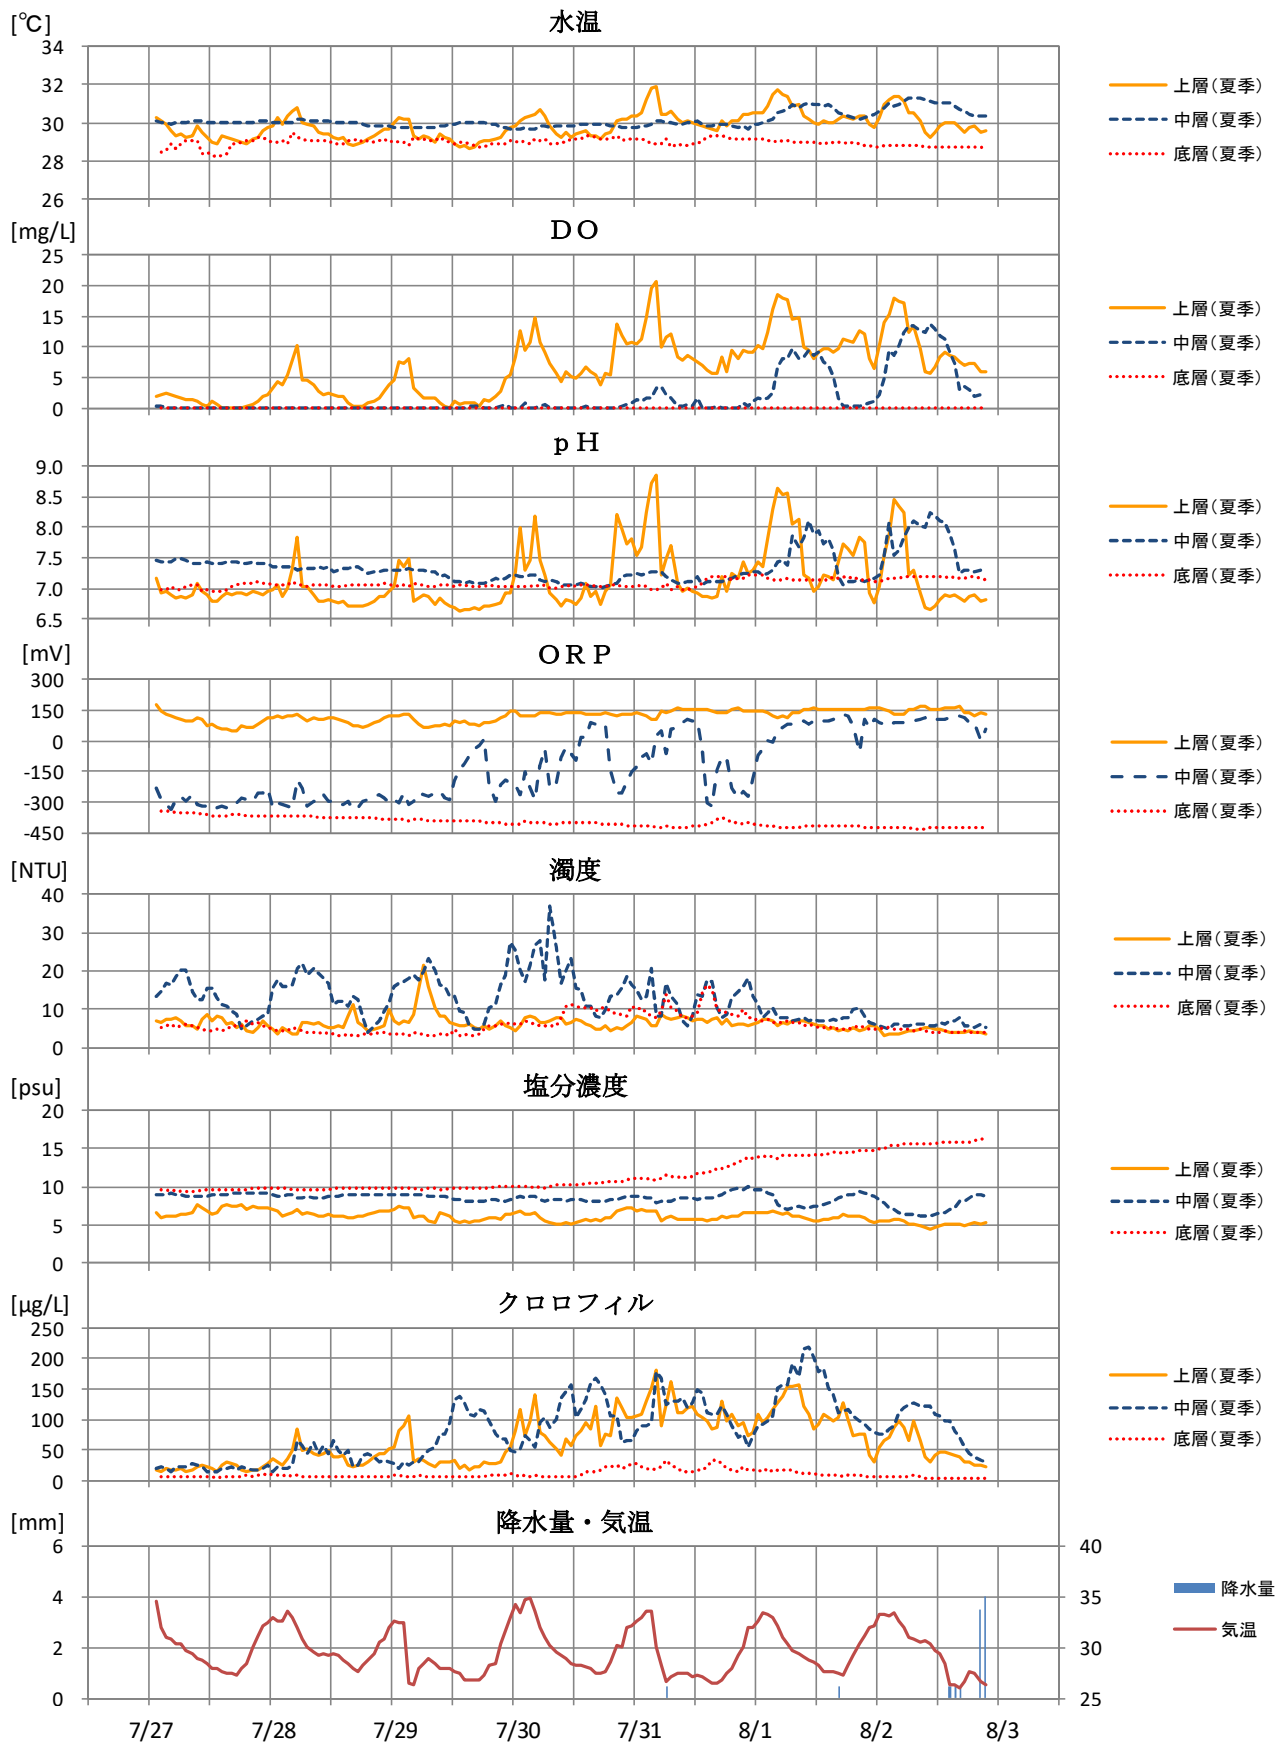 [℃]
水温
34
32
30
28
26
上層(夏季)
中層(夏季)
底層(夏季)
[mg/L]
DO
25
20
15
10
5
0
上層(夏季)
中層(夏季)
底層(夏季)
pH
9.0
8.5
8.0
7.5
7.0
6.5
上層(夏季)
中層(夏季)
底層(夏季)
[mV]
ORP
300
150
0
-150
-300
-450
上層(夏季)
中層(夏季)
底層(夏季)
[NTU]
濁度
40
30
20
10
0
上層(夏季)
中層(夏季)
底層(夏季)
[psu]
塩分濃度
20
15
10
5
0
上層(夏季)
中層(夏季)
底層(夏季)
[μg/L]
クロロフィル
250
200
150
100
50
0
上層(夏季)
中層(夏季)
底層(夏季)
[mm]
降水量・気温
6
4
2
0
40
35
30
25
降水量
気温
7/27 7/28 7/29 7/30 7/31 8/1 8/2 8/3